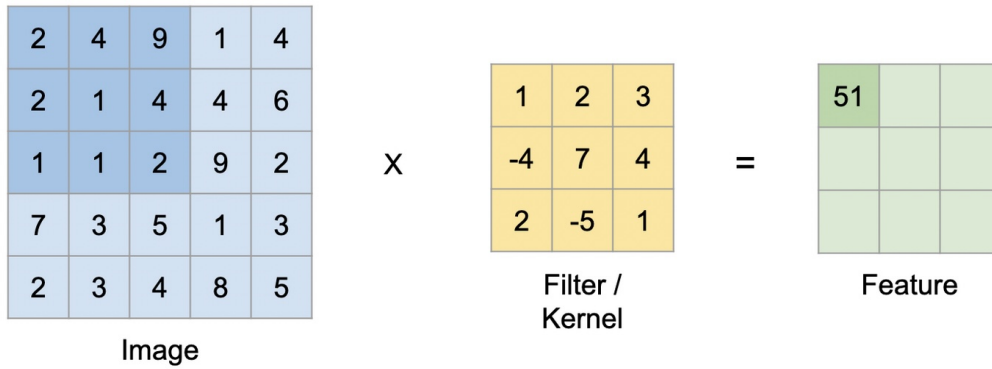 2 4 9 1 4
2 1 4 4 6
1 1 2 9 2
7 3 5 1 3
2 3 4 8 5
Image
x
1 2 3
-4 7 4
2 -5 1
Filter /
Kernel
=
51
Feature